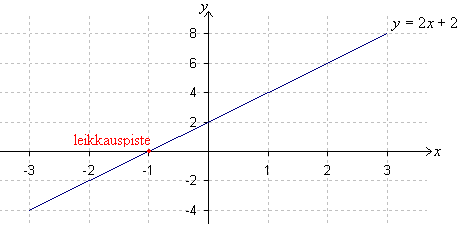 y
y = 2x + 2
8
6
4
2
leikkauspiste
x
-3 -2 -1 1 2 3
-2
-4